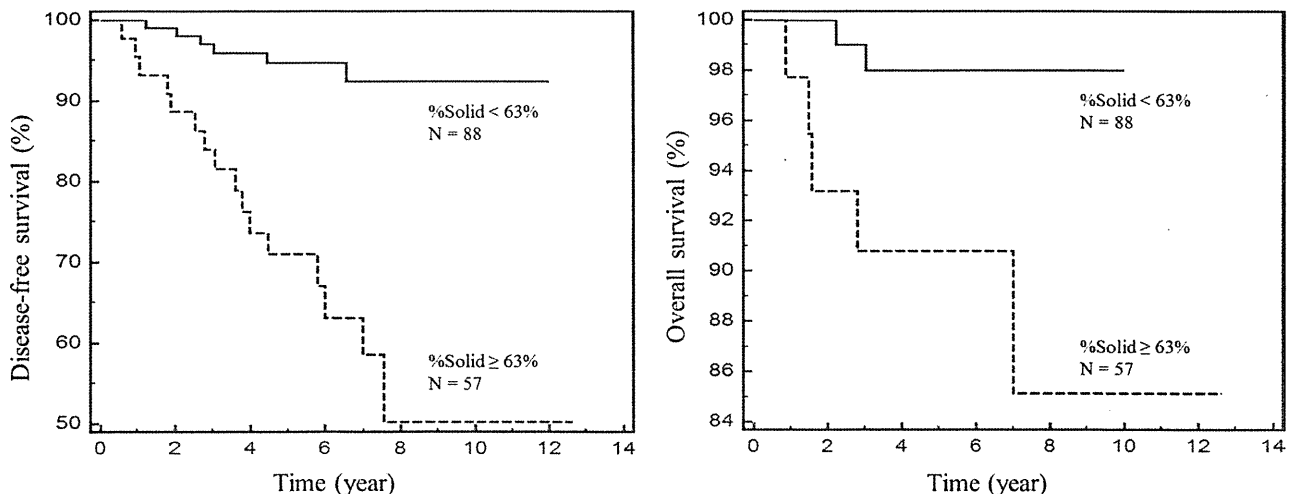 Disease-free survival (%)
100
90
80
70
60
50
%Solid < 63%
N = 88
%Solid ≥ 63%
N = 57
0 2 4 6 8 10 12 14
Time (year)
Overall survival (%)
100
98
96
94
92
90
88
86
84
%Solid < 63%
N = 88
%Solid ≥ 63%
N = 57
0 2 4 6 8 10 12 14
Time (year)